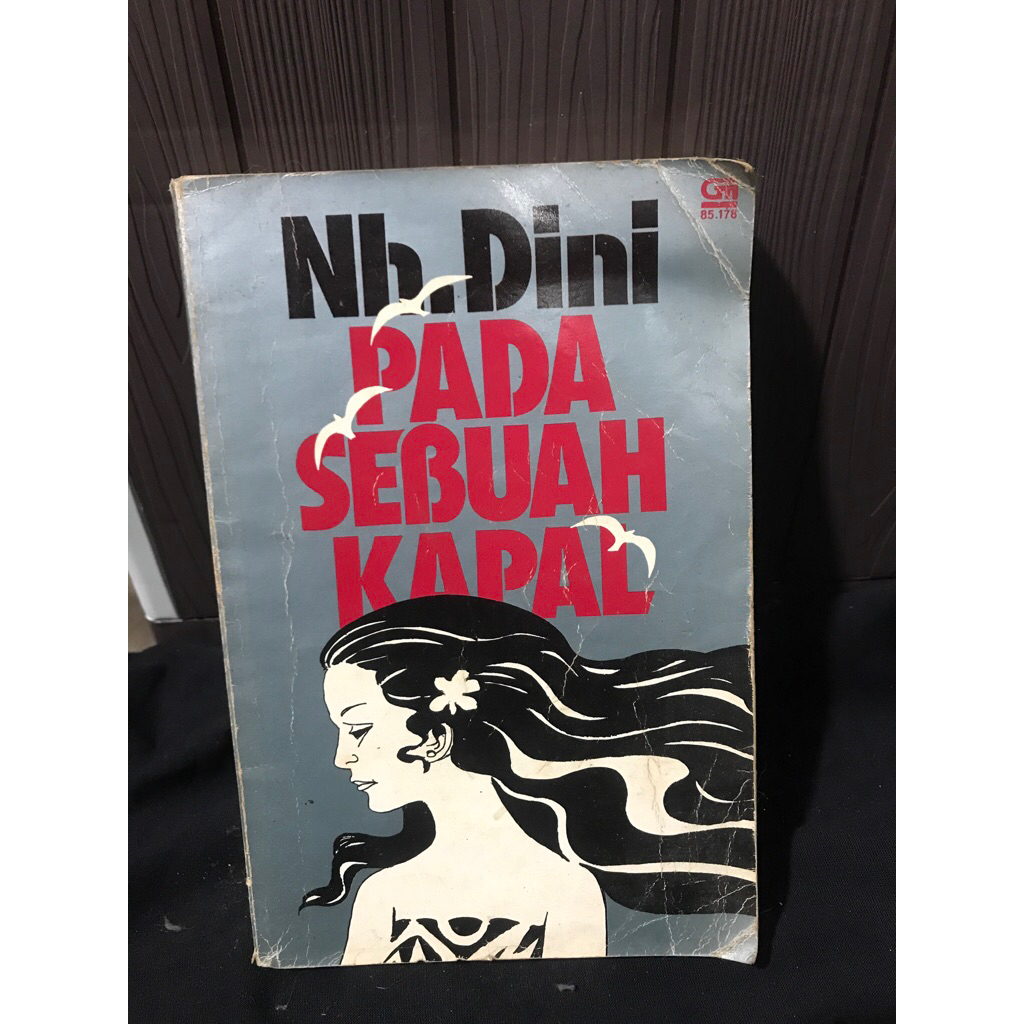 Nh. Dini
PADA
SEBUAH
KAPAL
GM
85.178